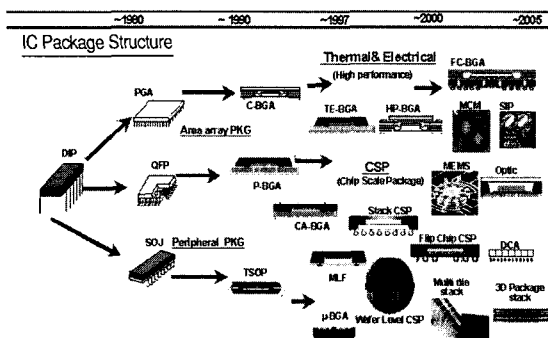 ~1980 ~1990 ~1997 ~2000 ~2005
IC Package Structure
Thermal& Electrical
(High performance)
FC-BGA
PGA
C-BGA
TE-BGA
HP-BGA
MCM
SIP
Area array PKG
DIP
QFP
P-BGA
CSP
(Chip Scale Package)
MEMS
Optic
CA-BGA
Stack CSP
SOJ
Peripheral PKG
Flip Chip CSP
DCA
TSOP
MLF
Multi die
stack
3D Package
stack
μ-BGA
Wafer Level CSP